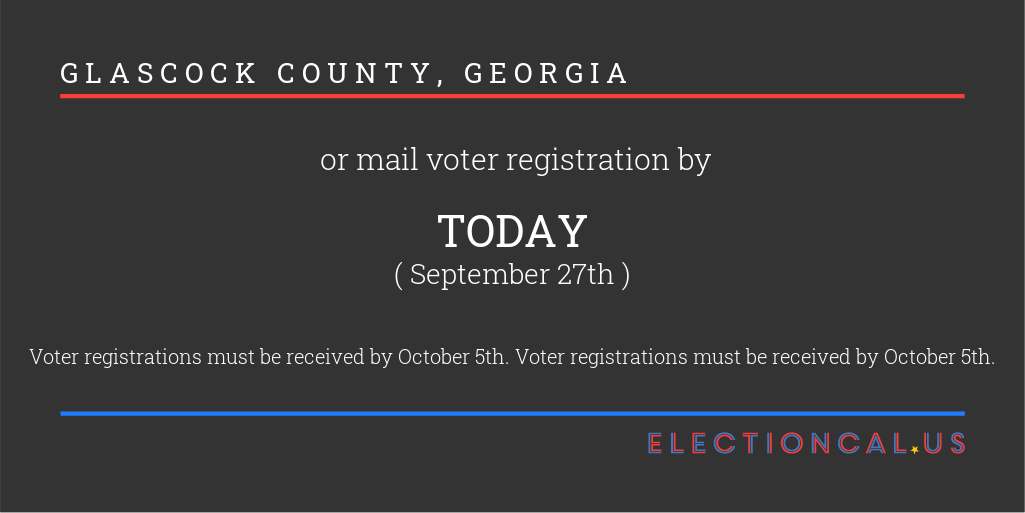 GLASCOCK COUNTY, GEORGIA
or mail voter registration by
TODAY
( September 27th )
Voter registrations must be received by October 5th. Voter registrations must be received by October 5th.
ELECTIONCAL.US